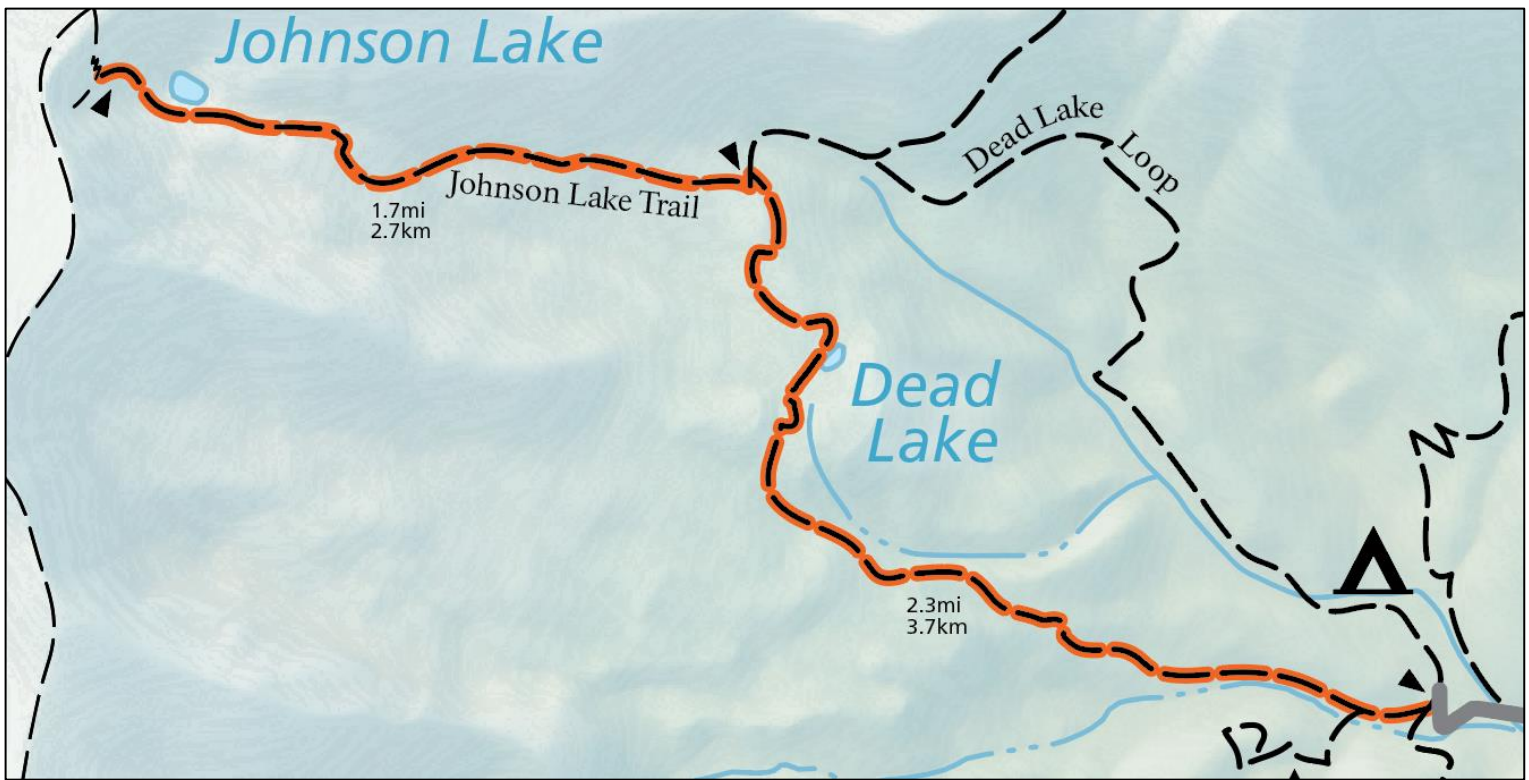 Johnson Lake
Dead Lake
Loop
Johnson Lake Trail
1.7mi
2.7km
Dead
Lake
2.3mi
3.7km